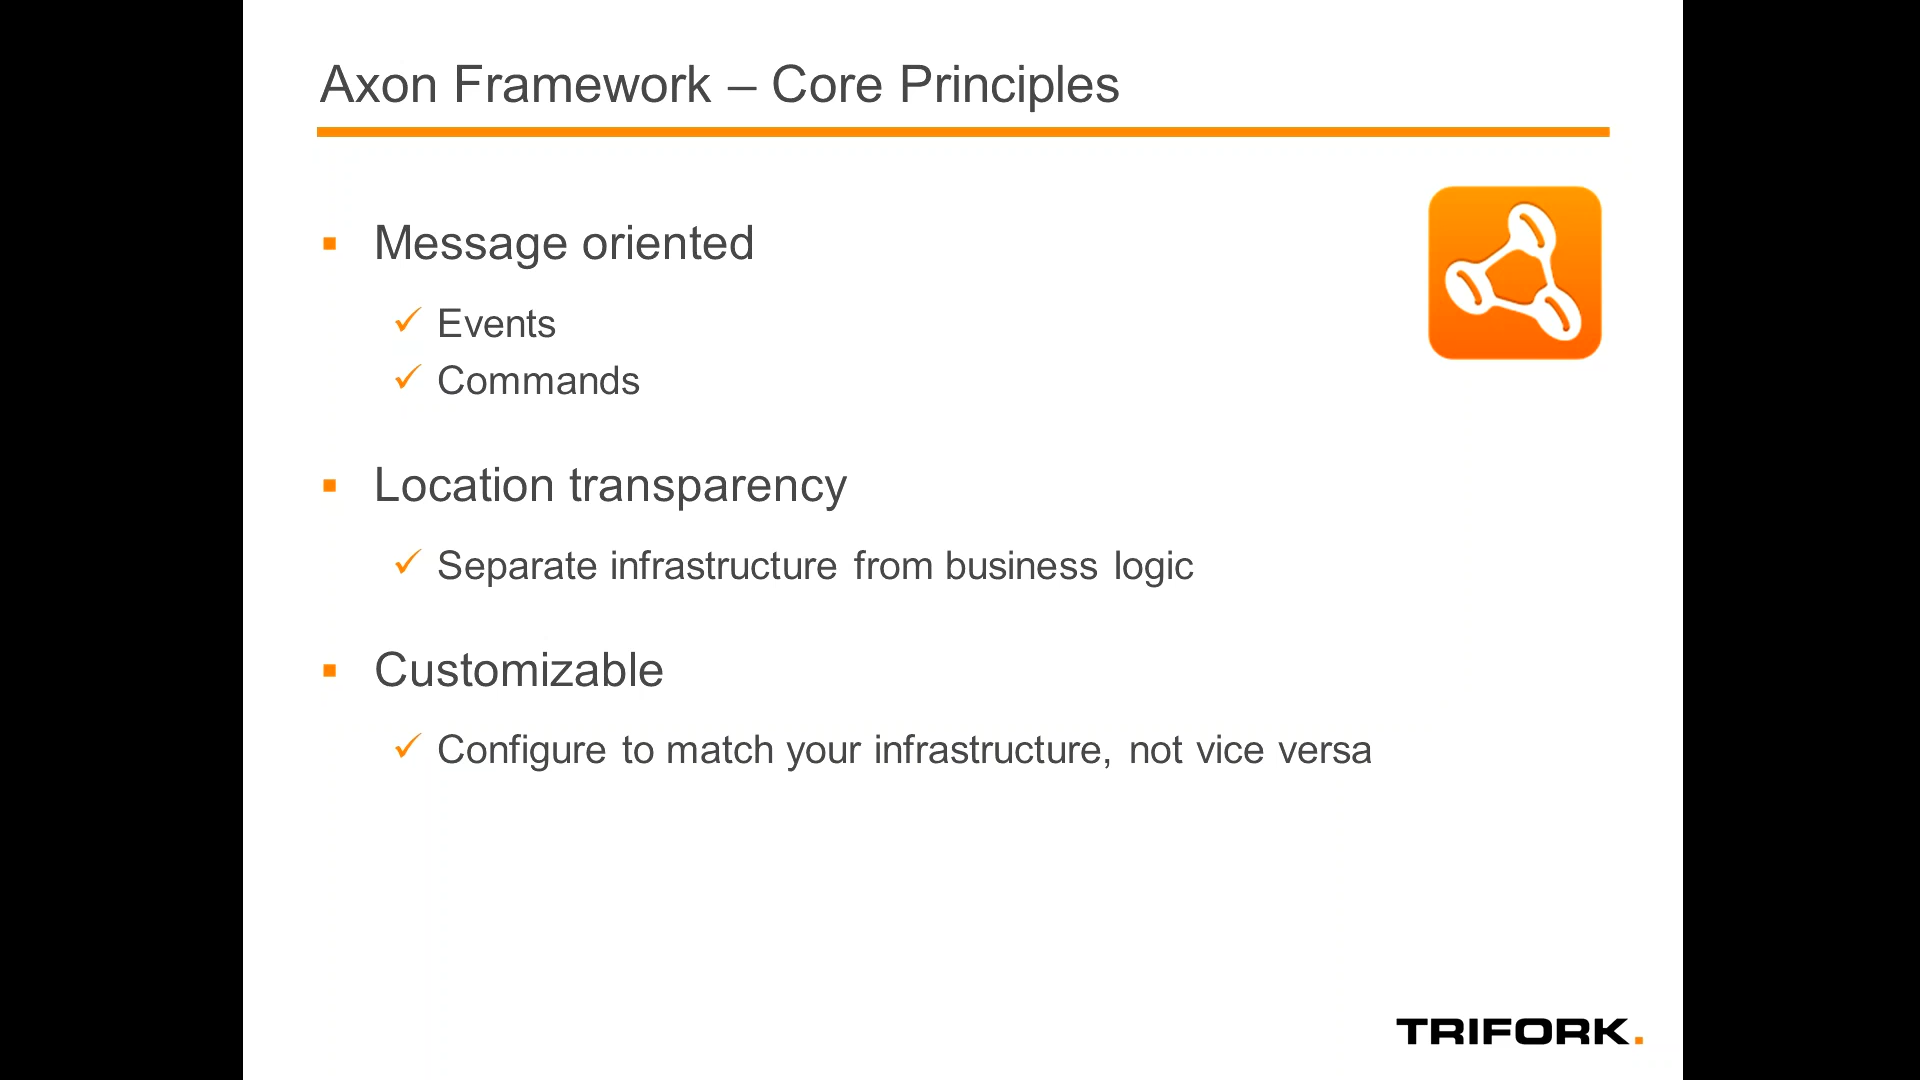 Axon Framework – Core Principles
Message oriented
Events
Commands
Location transparency
Separate infrastructure from business logic
Customizable
Configure to match your infrastructure, not vice versa
TRIFORK.